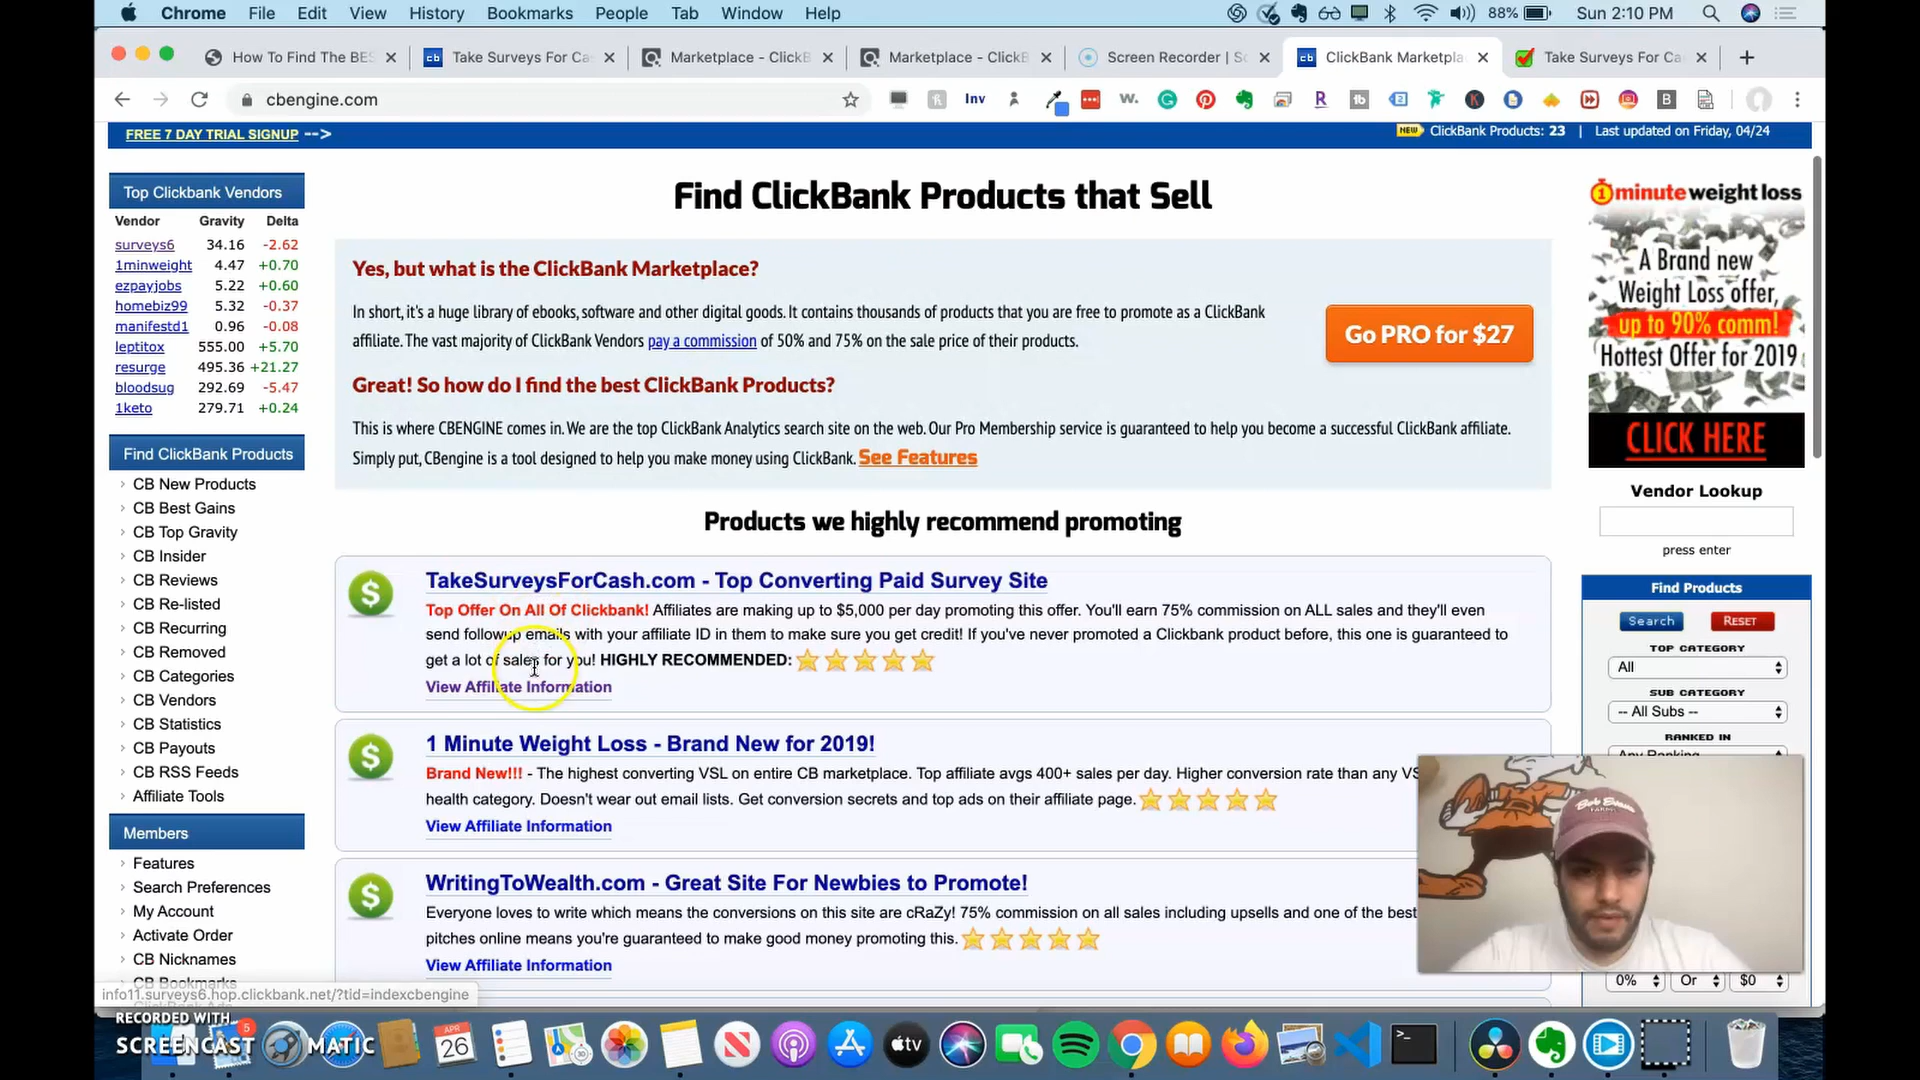 Chrome File Edit View History Bookmarks People Tab Window Help 88% Sun 2:10 PM
How To Find The BES Take Surveys For Ca Marketplace - ClickB Marketplace - ClickB Screen Recorder | Sc ClickBank Marketpla Take Surveys For Ca
cbengine.com Inv
FREE 7 DAY TRIAL SIGNUP --> NEW ClickBank Products: 23 | Last updated on Friday, 04/24
Top Clickbank Vendors
Vendor Gravity Delta
surveys6 34.16 -2.62
1minweight 4.47 +0.70
ezpayjobs 5.22 +0.60
homebiz99 5.32 -0.37
manifestd1 0.96 -0.08
leptitox 555.00 +5.70
resurge 495.36 +21.27
bloodsug 292.69 -5.47
1keto 279.71 +0.24
Find ClickBank Products
CB New Products
CB Best Gains
CB Top Gravity
CB Insider
CB Reviews
CB Re-listed
CB Recurring
CB Removed
CB Categories
CB Vendors
CB Statistics
CB Payouts
CB RSS Feeds
Affiliate Tools
Members
Features
Search Preferences
My Account
Activate Order
CB Nicknames
CB Bookmarks
info11.surveys6.hop.clickbank.net/?tid=indexcbengine
Find ClickBank Products that Sell
Yes, but what is the ClickBank Marketplace?
In short, it's a huge library of ebooks, software and other digital goods. It contains thousands of products that you are free to promote as a ClickBank
affiliate. The vast majority of ClickBank Vendors pay a commission of 50% and 75% on the sale price of their products.
Go PRO for $27
Great! So how do I find the best ClickBank Products?
This is where CBENGINE comes in. We are the top ClickBank Analytics search site on the web. Our Pro Membership service is guaranteed to help you become a successful ClickBank affiliate.
Simply put, CBengine is a tool designed to help you make money using ClickBank. See Features
Products we highly recommend promoting
TakeSurveysForCash.com - Top Converting Paid Survey Site
Top Offer On All Of Clickbank! Affiliates are making up to $5,000 per day promoting this offer. You'll earn 75% commission on ALL sales and they'll even
send followup emails with your affiliate ID in them to make sure you get credit! If you've never promoted a Clickbank product before, this one is guaranteed to
get a lot of sales for you! HIGHLY RECOMMENDED:
View Affiliate Information
1 Minute Weight Loss - Brand New for 2019!
Brand New!!! - The highest converting VSL on entire CB marketplace. Top affiliate avgs 400+ sales per day. Higher conversion rate than any VS
health category. Doesn't wear out email lists. Get conversion secrets and top ads on their affiliate page.
View Affiliate Information
WritingToWealth.com - Great Site For Newbies to Promote!
Everyone loves to write which means the conversions on this site are cRaZy! 75% commission on all sales including upsells and one of the best
pitches online means you're guaranteed to make good money promoting this.
View Affiliate Information
1 minute weight loss
A Brand new
Weight Loss offer,
up to 90% comm!
Hottest Offer for 2019
CLICK HERE
Vendor Lookup
press enter
Find Products
Search RESET
TOP CATEGORY
All
SUB CATEGORY
-- All Subs --
RANKED IN
Any Ranking
0% Or $0
Bob Evans
FARMS
RECORDED WITH
SCREENCAST MATIC
5
APR
26
tv